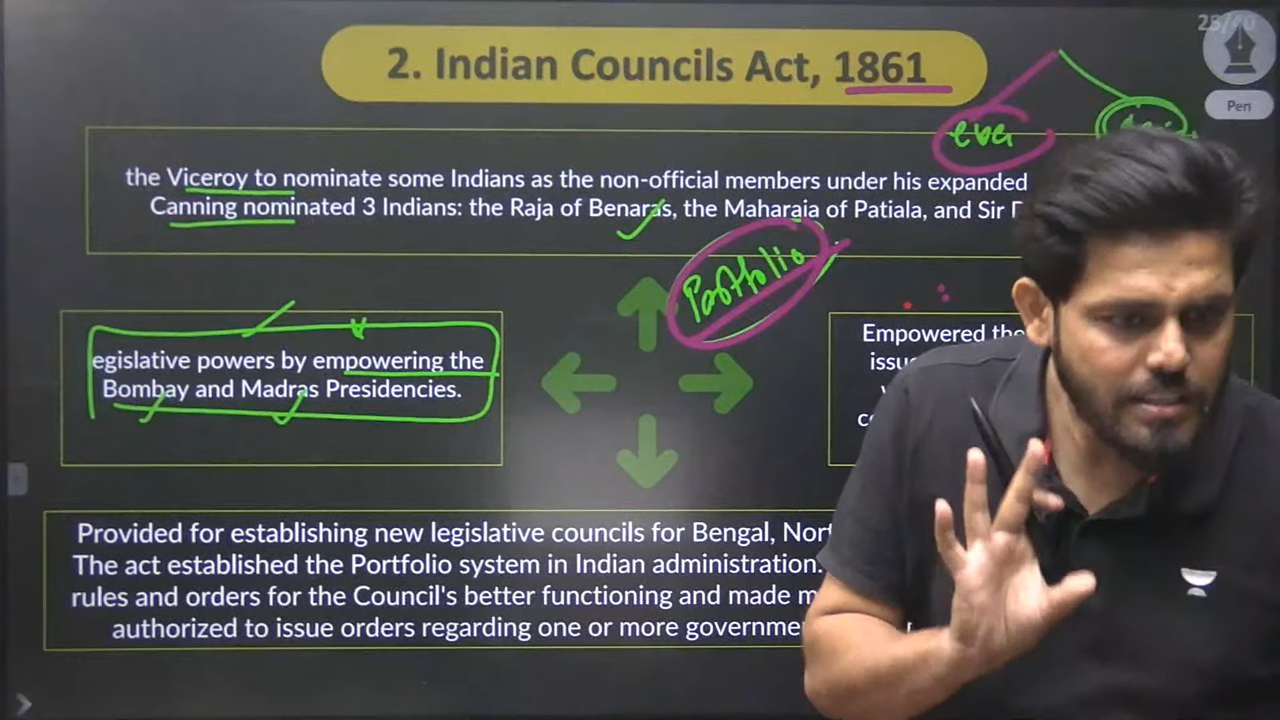 28/40
2. Indian Councils Act, 1861
Pen
the Viceroy to nominate some Indians as the non-official members under his expanded
Canning nominated 3 Indians: the Raja of Benaras, the Maharaja of Patiala, and Sir
Portfolio
egislative powers by empowering the
Bombay and Madras Presidencies.
Empowered the
Provided for establishing new legislative councils for Bengal,
The act established the Portfolio system in Indian administration.
rules and orders for the Council's better functioning and made
authorized to issue orders regarding one or more